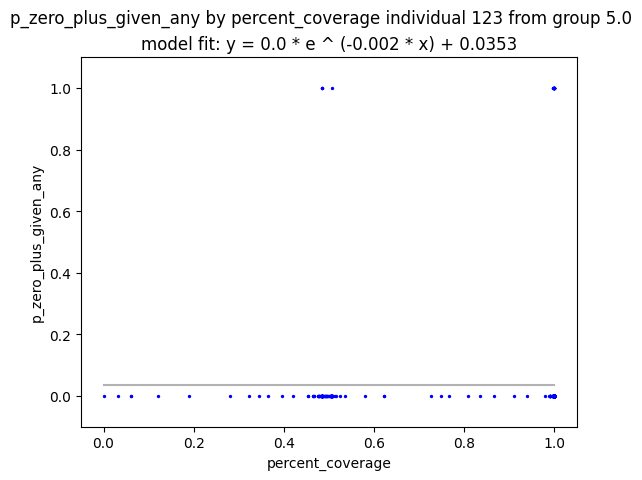 p_zero_plus_given_any by percent_coverage individual 123 from group 5.0
model fit: y = 0.0 * e ^ (-0.002 * x) + 0.0353
p_zero_plus_given_any
1.0
0.8
0.6
0.4
0.2
0.0
0.0 0.2 0.4 0.6 0.8 1.0
percent_coverage